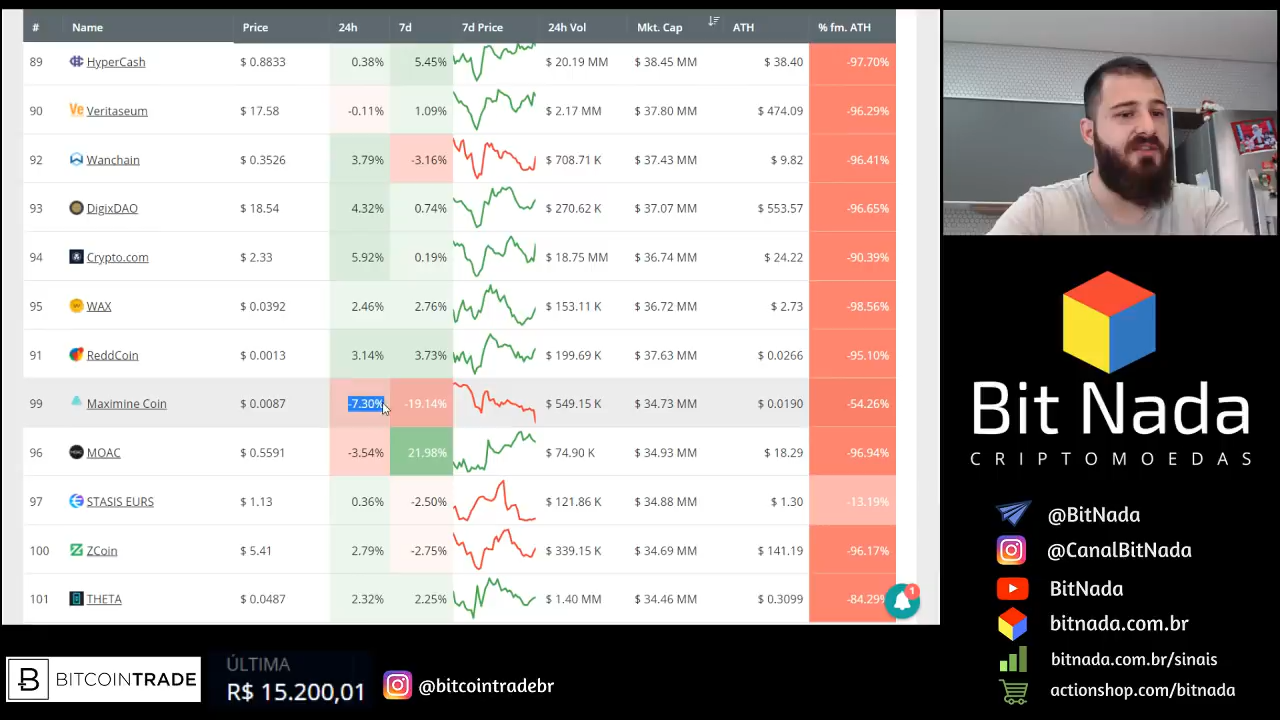 # Name Price 24h 7d 7d Price 24h Vol Mkt. Cap ATH % fm. ATH
89 HyperCash $ 0.8833 0.38% 5.45% $ 20.19 MM $ 38.45 MM $ 38.40 -97.70%
90 Veritaseum $ 17.58 -0.11% 1.09% $ 2.17 MM $ 37.80 MM $ 474.09 -96.29%
92 Wanchain $ 0.3526 3.79% -3.16% $ 708.71 K $ 37.43 MM $ 9.82 -96.41%
93 DigixDAO $ 18.54 4.32% 0.74% $ 270.62 K $ 37.07 MM $ 553.57 -96.65%
94 Crypto.com $ 2.33 5.92% 0.19% $ 18.75 MM $ 36.74 MM $ 24.22 -90.39%
95 WAX $ 0.0392 2.46% 2.76% $ 153.11 K $ 36.72 MM $ 2.73 -98.56%
91 ReddCoin $ 0.0013 3.14% 3.73% $ 199.69 K $ 37.63 MM $ 0.0266 -95.10%
99 Maximine Coin $ 0.0087 -7.30% -19.14% $ 549.15 K $ 34.73 MM $ 0.0190 -54.26%
96 MOAC $ 0.5591 -3.54% 21.98% $ 74.90 K $ 34.93 MM $ 18.29 -96.94%
97 STASIS EURS $ 1.13 0.36% -2.50% $ 121.86 K $ 34.88 MM $ 1.30 -13.19%
100 ZCoin $ 5.41 2.79% -2.75% $ 339.15 K $ 34.69 MM $ 141.19 -96.17%
101 THETA $ 0.0487 2.32% 2.25% $ 1.40 MM $ 34.46 MM $ 0.3099 -84.29%
1
Bit Nada
CRIPTOMOEDAS
@BitNada
@CanalBitNada
BitNada
bitnada.com.br
bitnada.com.br/sinais
actionshop.com/bitnada
BITCOINTRADE
ÚLTIMA
R$ 15.200,01
@bitcointradebr